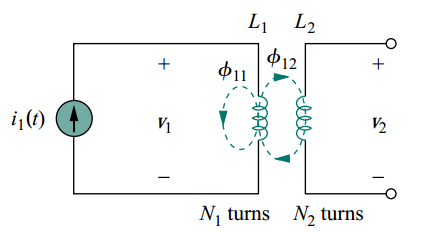 L₁ L₂
+ ϕ₁₁ ϕ₁₂ +
i₁(t) v₁ v₂
− −
N₁ turns N₂ turns